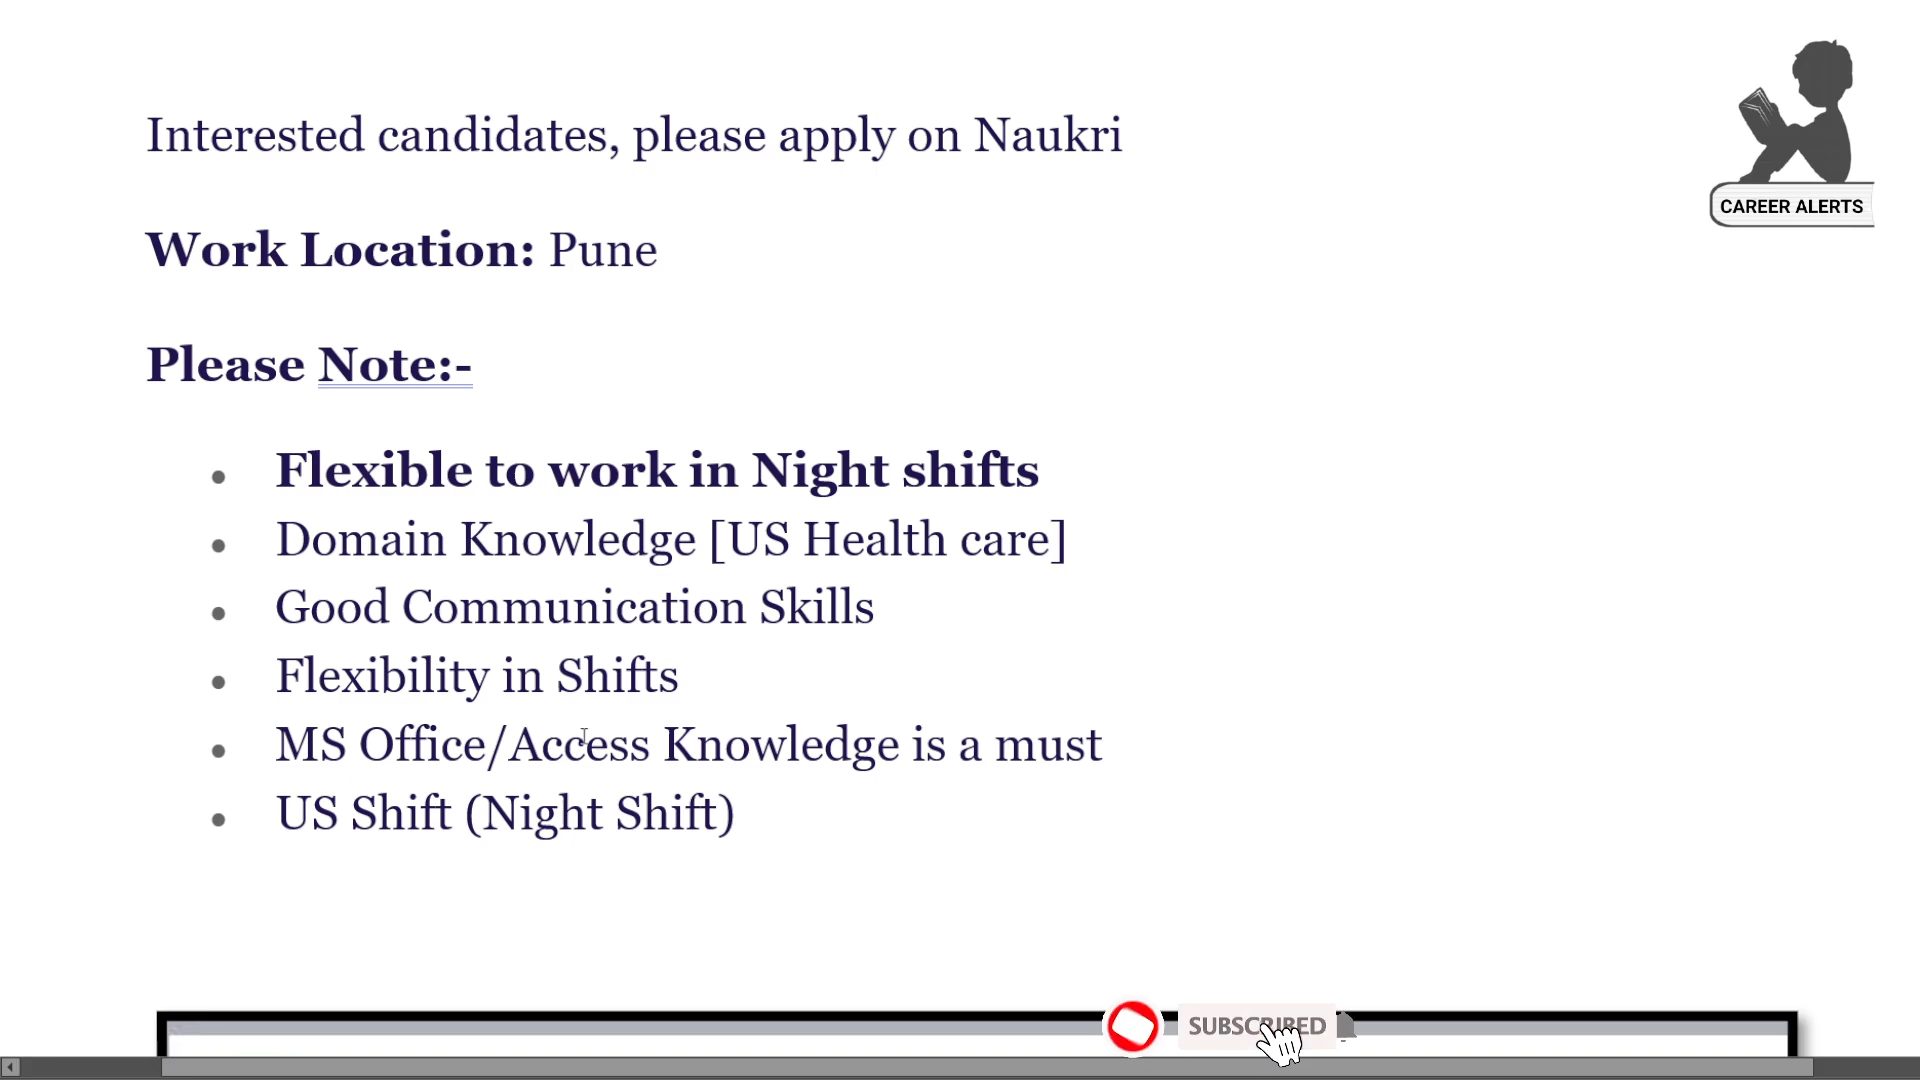 Interested candidates, please apply on Naukri
CAREER ALERTS
Work Location: Pune
Please Note:-
• Flexible to work in Night shifts
• Domain Knowledge [US Health care]
• Good Communication Skills
• Flexibility in Shifts
• MS Office/Access Knowledge is a must
• US Shift (Night Shift)
SUBSCRIBED